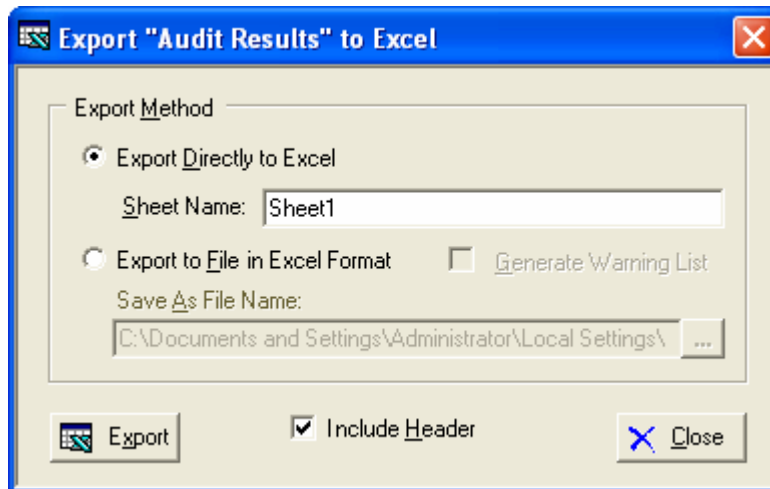 Export "Audit Results" to Excel
Export Method
Export Directly to Excel
Sheet Name: Sheet1
Export to File in Excel Format Generate Warning List
Save As File Name:
C:\Documents and Settings\Administrator\Local Settings\ ...
Export Include Header Close